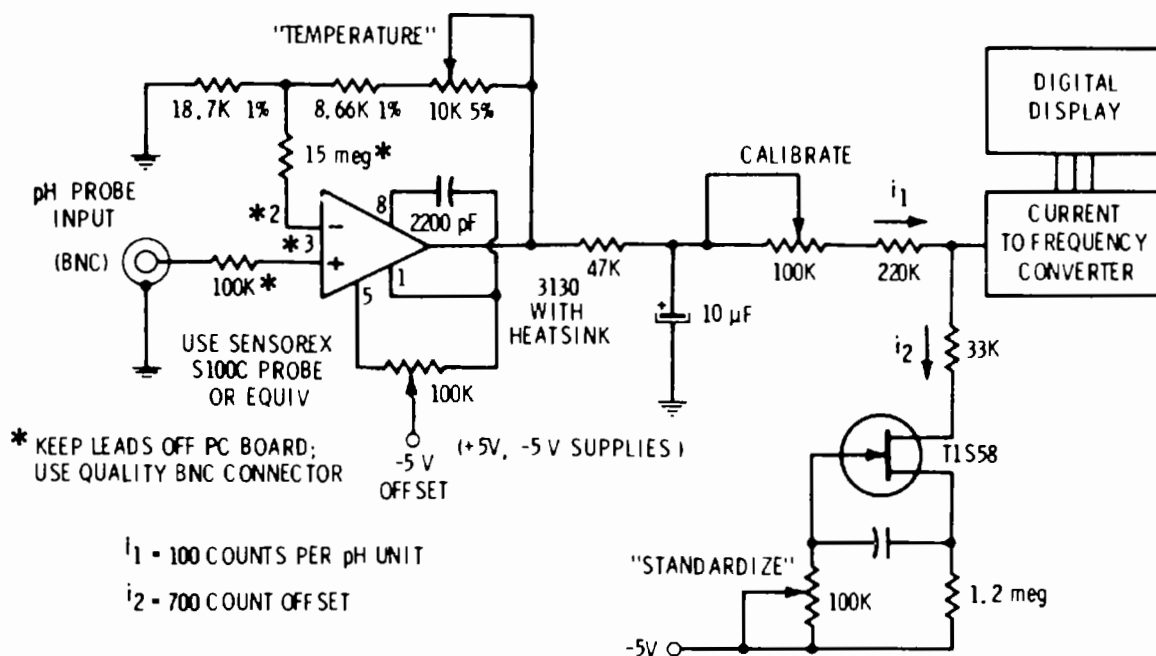 "TEMPERATURE"
18.7K 1%
8.66K 1%
10K 5%
15 meg*
pH PROBE
INPUT
(BNC)
100K*
*2
*3
−
+
8
1
5
2200 pF
USE SENSOREX
S100C PROBE
OR EQUIV
100K
-5 V
OFFSET
(+5V, -5V SUPPLIES)
3130
WITH
HEATSINK
47K
+
10 µF
CALIBRATE
100K
i1
220K
DIGITAL
DISPLAY
CURRENT
TO FREQUENCY
CONVERTER
i2
33K
T1S58
"STANDARDIZE"
100K
1.2 meg
-5V
* KEEP LEADS OFF PC BOARD;
USE QUALITY BNC CONNECTOR
i1 = 100 COUNTS PER pH UNIT
i2 = 700 COUNT OFFSET